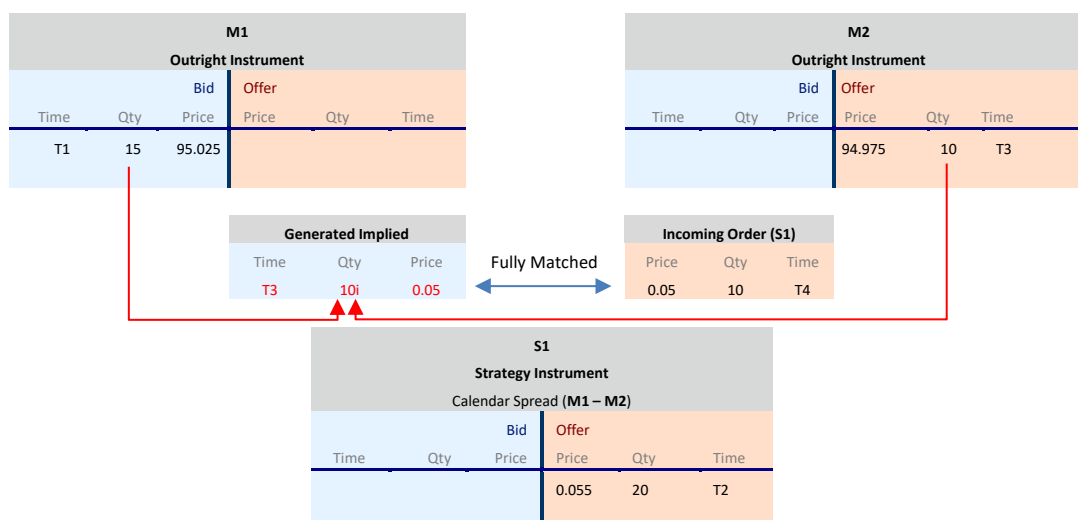 M1
Outright Instrument
Bid Offer
Time Qty Price Price Qty Time
T1 15 95.025
M2
Outright Instrument
Bid Offer
Time Qty Price Price Qty Time
94.975 10 T3
Generated Implied
Time Qty Price
T3 10i 0.05
Fully Matched
Incoming Order (S1)
Price Qty Time
0.05 10 T4
S1
Strategy Instrument
Calendar Spread (M1 – M2)
Bid Offer
Time Qty Price Price Qty Time
0.055 20 T2